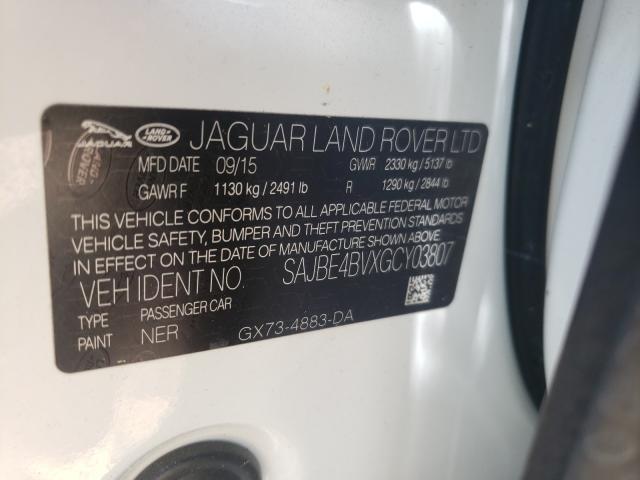 JAGUAR
LAND
ROVER
JAGUAR LAND ROVER LTD
MFD DATE 09/15 GVWR 2330 kg / 5137 lb
GAWR F 1130 kg / 2491 lb R 1290 kg / 2844 lb
THIS VEHICLE CONFORMS TO ALL APPLICABLE FEDERAL MOTOR
VEHICLE SAFETY, BUMPER AND THEFT PREVENTION STANDARDS
IN EFFECT ON THE DATE OF MANUFACTURE SHOWN ABOVE.
VEH IDENT NO. SAJBE4BVXGCY03807
TYPE PASSENGER CAR
PAINT NER GX73-4883-DA